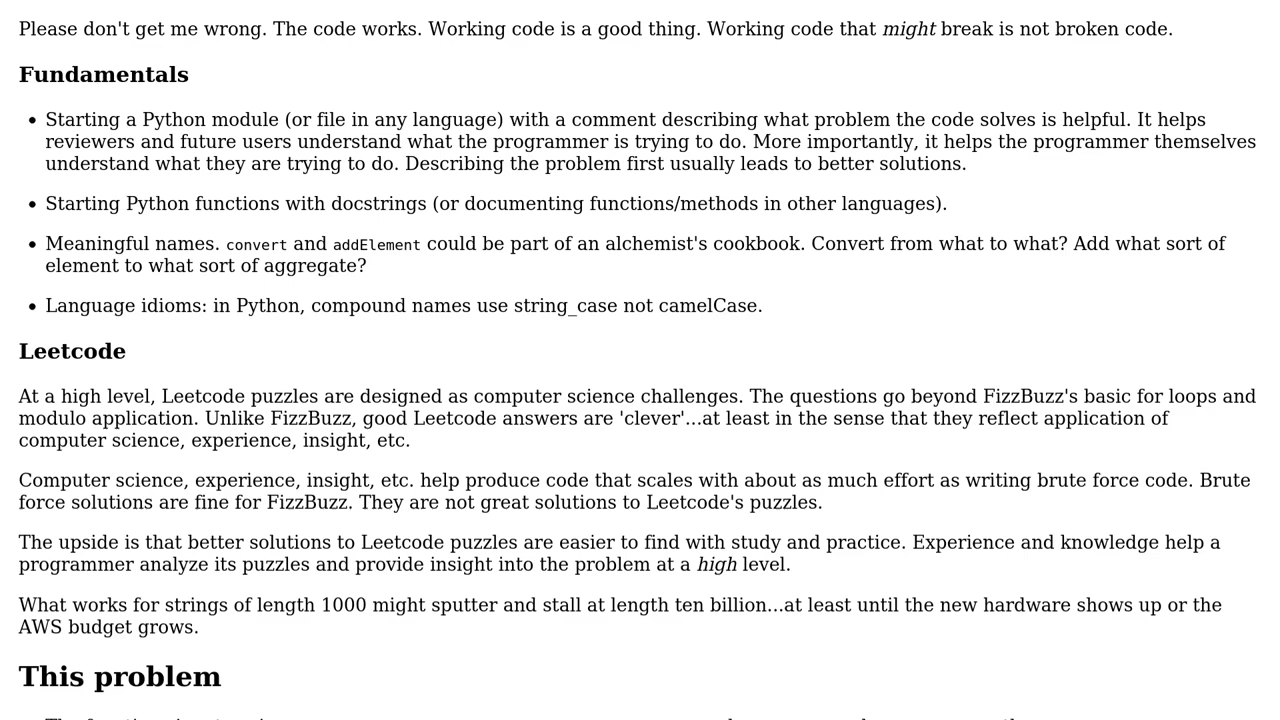 Please don't get me wrong. The code works. Working code is a good thing. Working code that might break is not broken code.
Fundamentals
• Starting a Python module (or file in any language) with a comment describing what problem the code solves is helpful. It helps
reviewers and future users understand what the programmer is trying to do. More importantly, it helps the programmer themselves
understand what they are trying to do. Describing the problem first usually leads to better solutions.
• Starting Python functions with docstrings (or documenting functions/methods in other languages).
• Meaningful names. convert and addElement could be part of an alchemist's cookbook. Convert from what to what? Add what sort of
element to what sort of aggregate?
• Language idioms: in Python, compound names use string_case not camelCase.
Leetcode
At a high level, Leetcode puzzles are designed as computer science challenges. The questions go beyond FizzBuzz's basic for loops and
modulo application. Unlike FizzBuzz, good Leetcode answers are 'clever'...at least in the sense that they reflect application of
computer science, experience, insight, etc.
Computer science, experience, insight, etc. help produce code that scales with about as much effort as writing brute force code. Brute
force solutions are fine for FizzBuzz. They are not great solutions to Leetcode's puzzles.
The upside is that better solutions to Leetcode puzzles are easier to find with study and practice. Experience and knowledge help a
programmer analyze its puzzles and provide insight into the problem at a high level.
What works for strings of length 1000 might sputter and stall at length ten billion...at least until the new hardware shows up or the
AWS budget grows.
This problem